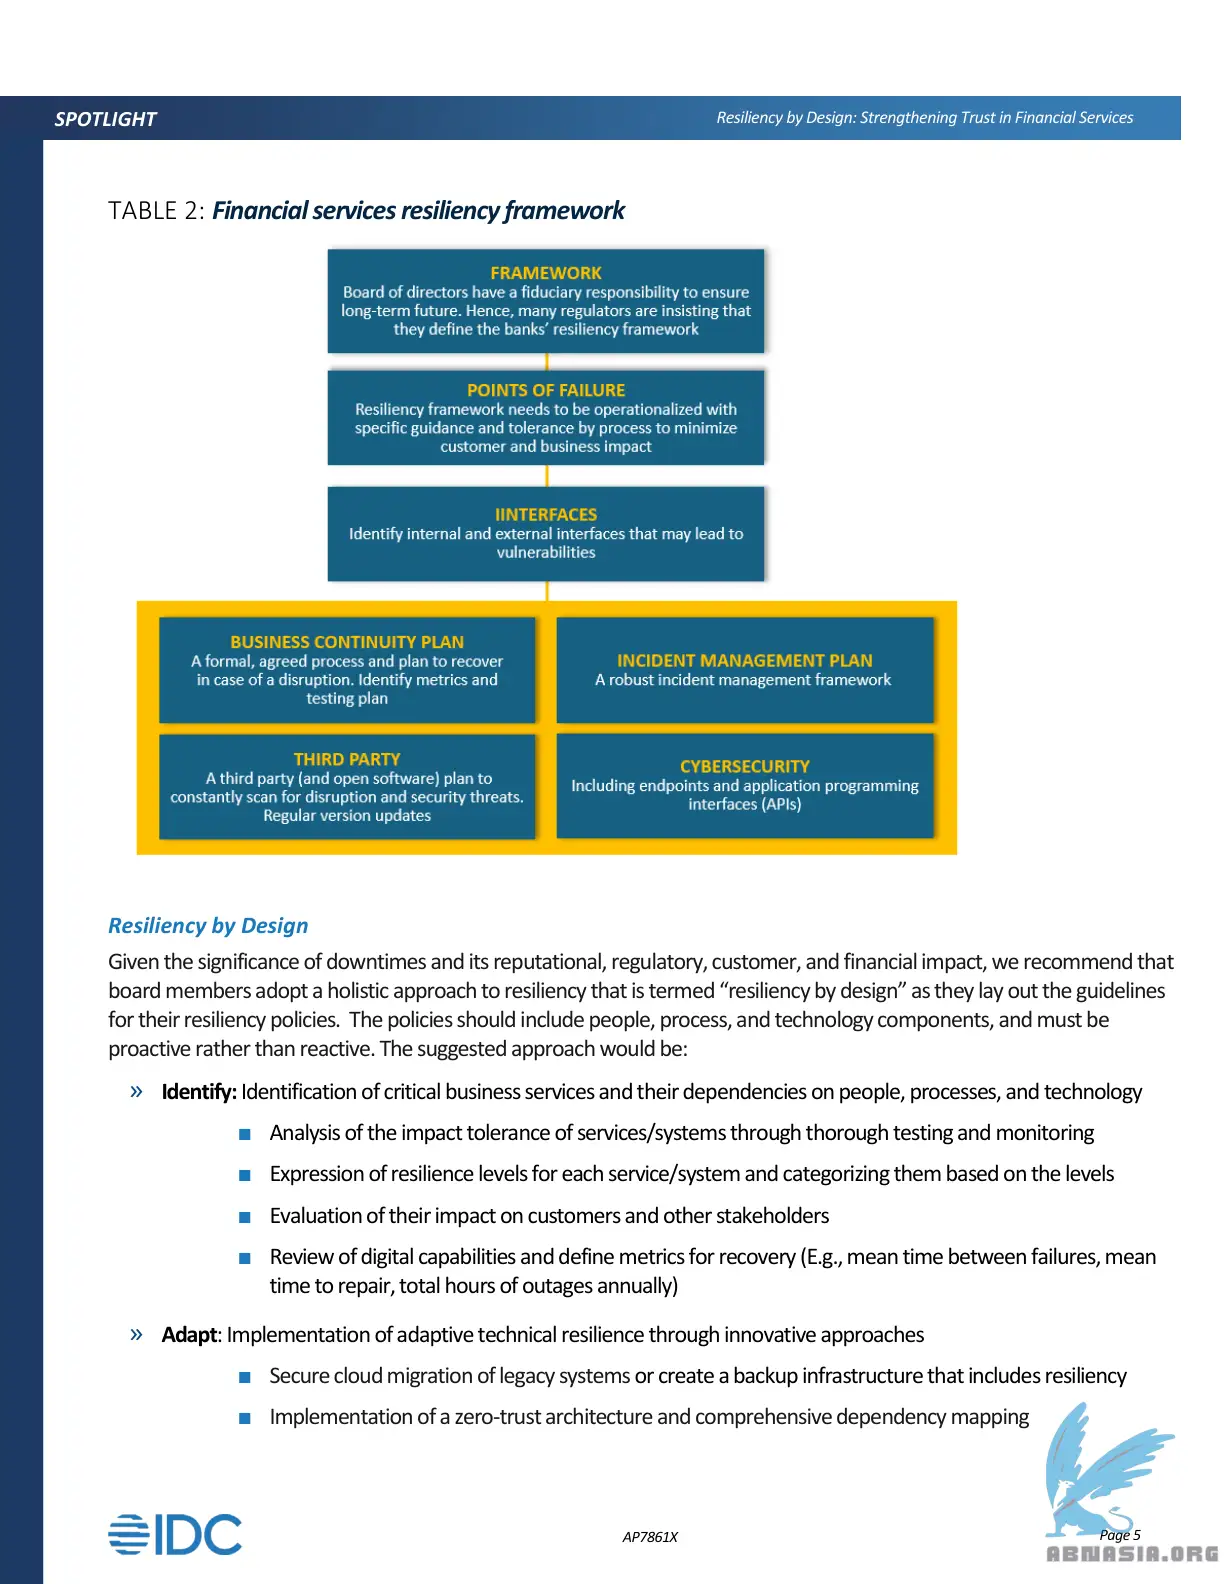 SPOTLIGHT
Resiliency by Design: Strengthening Trust in Financial Services
TABLE 2: Financial services resiliency framework
FRAMEWORK
Board of directors have a fiduciary responsibility to ensure
long-term future. Hence, many regulators are insisting that
they define the banks’ resiliency framework
POINTS OF FAILURE
Resiliency framework needs to be operationalized with
specific guidance and tolerance by process to minimize
customer and business impact
IINTERFACES
Identify internal and external interfaces that may lead to
vulnerabilities
BUSINESS CONTINUITY PLAN
A formal, agreed process and plan to recover
in case of a disruption. Identify metrics and
testing plan
INCIDENT MANAGEMENT PLAN
A robust incident management framework
THIRD PARTY
A third party (and open software) plan to
constantly scan for disruption and security threats.
Regular version updates
CYBERSECURITY
Including endpoints and application programming
interfaces (APIs)
Resiliency by Design
Given the significance of downtimes and its reputational, regulatory, customer, and financial impact, we recommend that
board members adopt a holistic approach to resiliency that is termed “resiliency by design” as they lay out the guidelines
for their resiliency policies.  The policies should include people, process, and technology components, and must be
proactive rather than reactive. The suggested approach would be:
» Identify: Identification of critical business services and their dependencies on people, processes, and technology
■ Analysis of the impact tolerance of services/systems through thorough testing and monitoring
■ Expression of resilience levels for each service/system and categorizing them based on the levels
■ Evaluation of their impact on customers and other stakeholders
■ Review of digital capabilities and define metrics for recovery (E.g., mean time between failures, mean
time to repair, total hours of outages annually)
» Adapt: Implementation of adaptive technical resilience through innovative approaches
■ Secure cloud migration of legacy systems or create a backup infrastructure that includes resiliency
■ Implementation of a zero-trust architecture and comprehensive dependency mapping
IDC
AP7861X
Page 5
ABNASIA.ORG